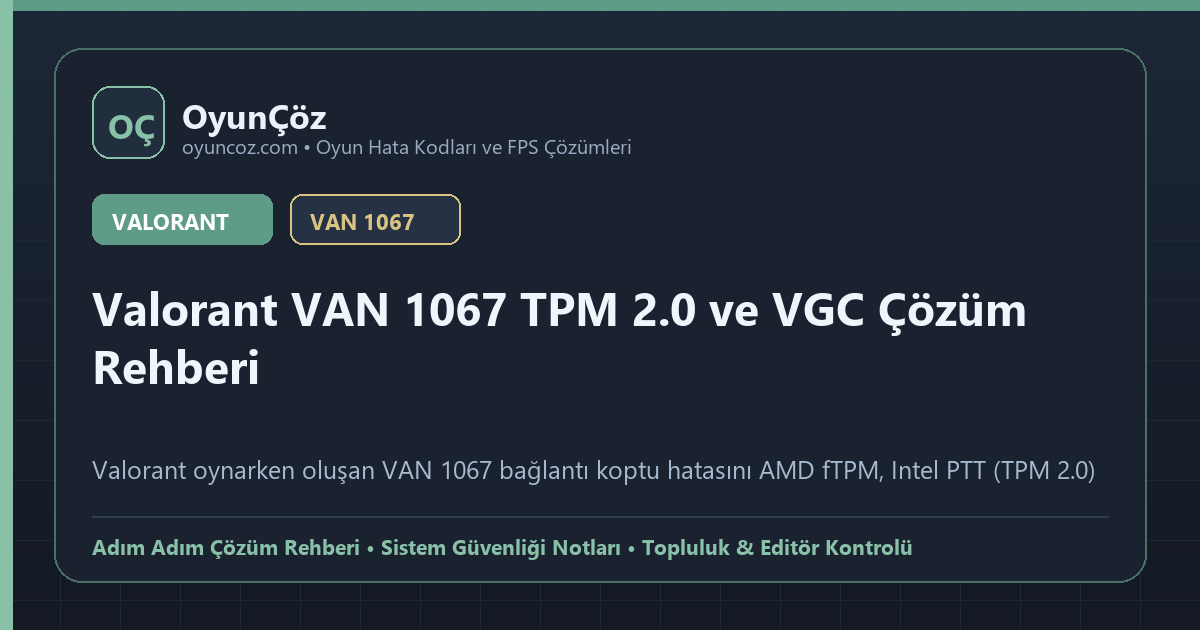 OÇ
OyunÇöz
oyuncoz.com • Oyun Hata Kodları ve FPS Çözümleri
VALORANT
VAN 1067
Valorant VAN 1067 TPM 2.0 ve VGC Çözüm
Rehberi
Valorant oynarken oluşan VAN 1067 bağlantı koptu hatasını AMD fTPM, Intel PTT (TPM 2.0)
Adım Adım Çözüm Rehberi • Sistem Güvenliği Notları • Topluluk & Editör Kontrolü